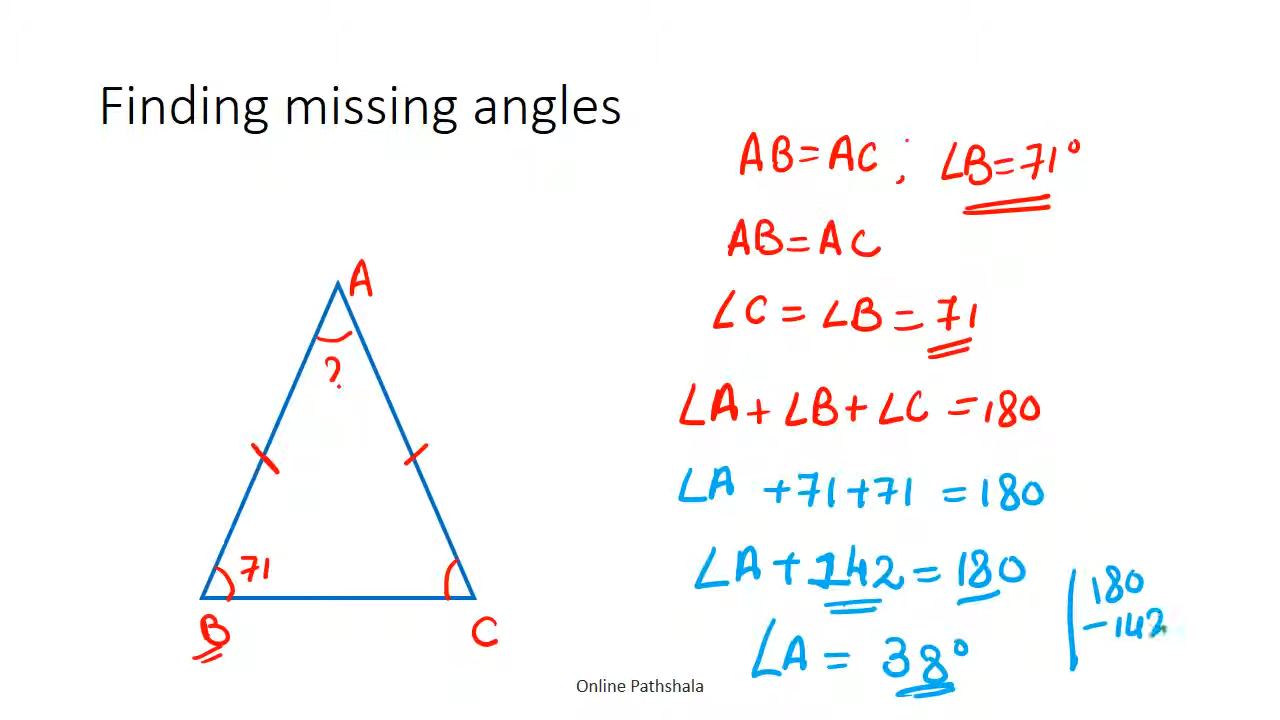 Finding missing angles
AB = AC ; ∠B = 71°
AB = AC
∠C = ∠B = 71
∠A + ∠B + ∠C = 180
∠A + 71 + 71 = 180
∠A + 142 = 180
∠A = 38°
180
- 142
A
?
71
B
C
Online Pathshala